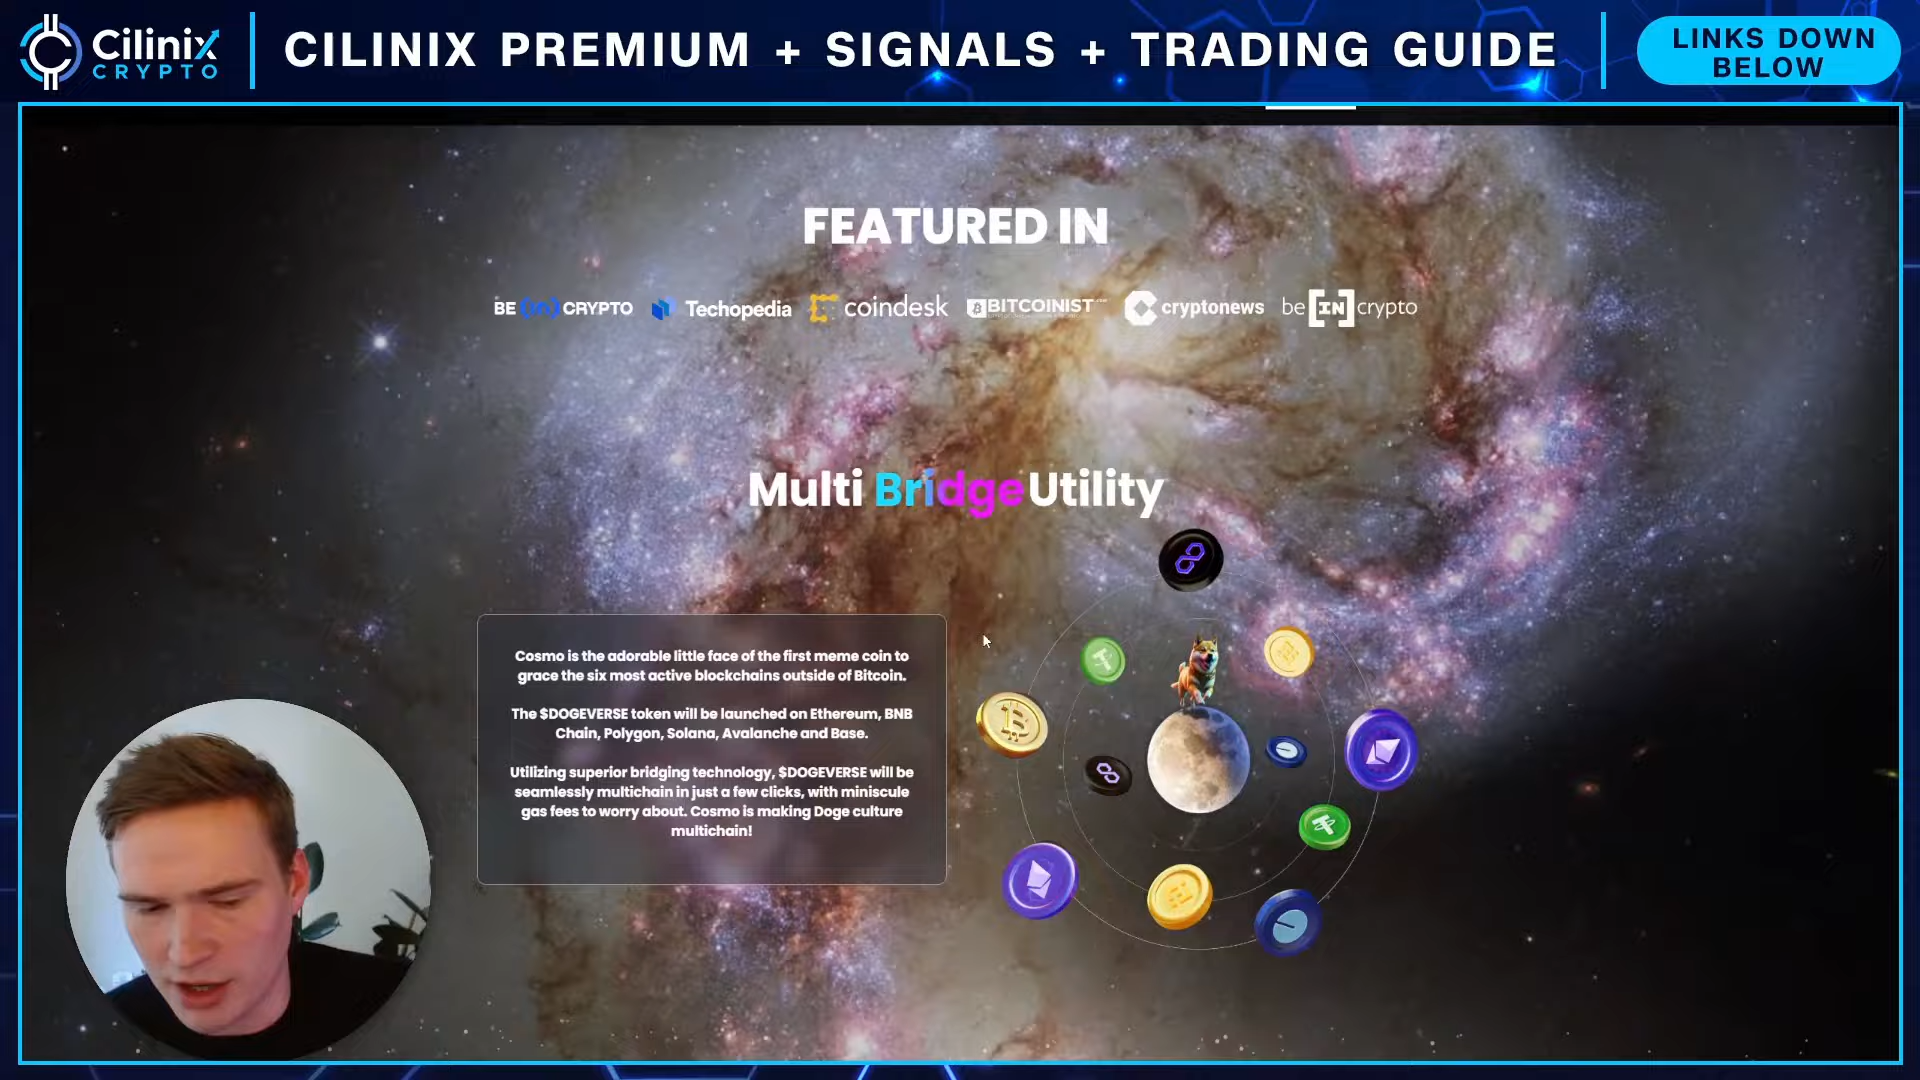 Cilinix
CRYPTO
CILINIX PREMIUM + SIGNALS + TRADING GUIDE
LINKS DOWN
BELOW
FEATURED IN
BE [IN] CRYPTO
Techopedia
coindesk
BITCOINIST
cryptonews
be[IN]crypto
Multi Bridge Utility
Cosmo is the adorable little face of the first meme coin to
grace the six most active blockchains outside of Bitcoin.
The $DOGEVERSE token will be launched on Ethereum, BNB
Chain, Polygon, Solana, Avalanche and Base.
Utilizing superior bridging technology, $DOGEVERSE will be
seamlessly multichain in just a few clicks, with miniscule
gas fees to worry about. Cosmo is making Doge culture
multichain!